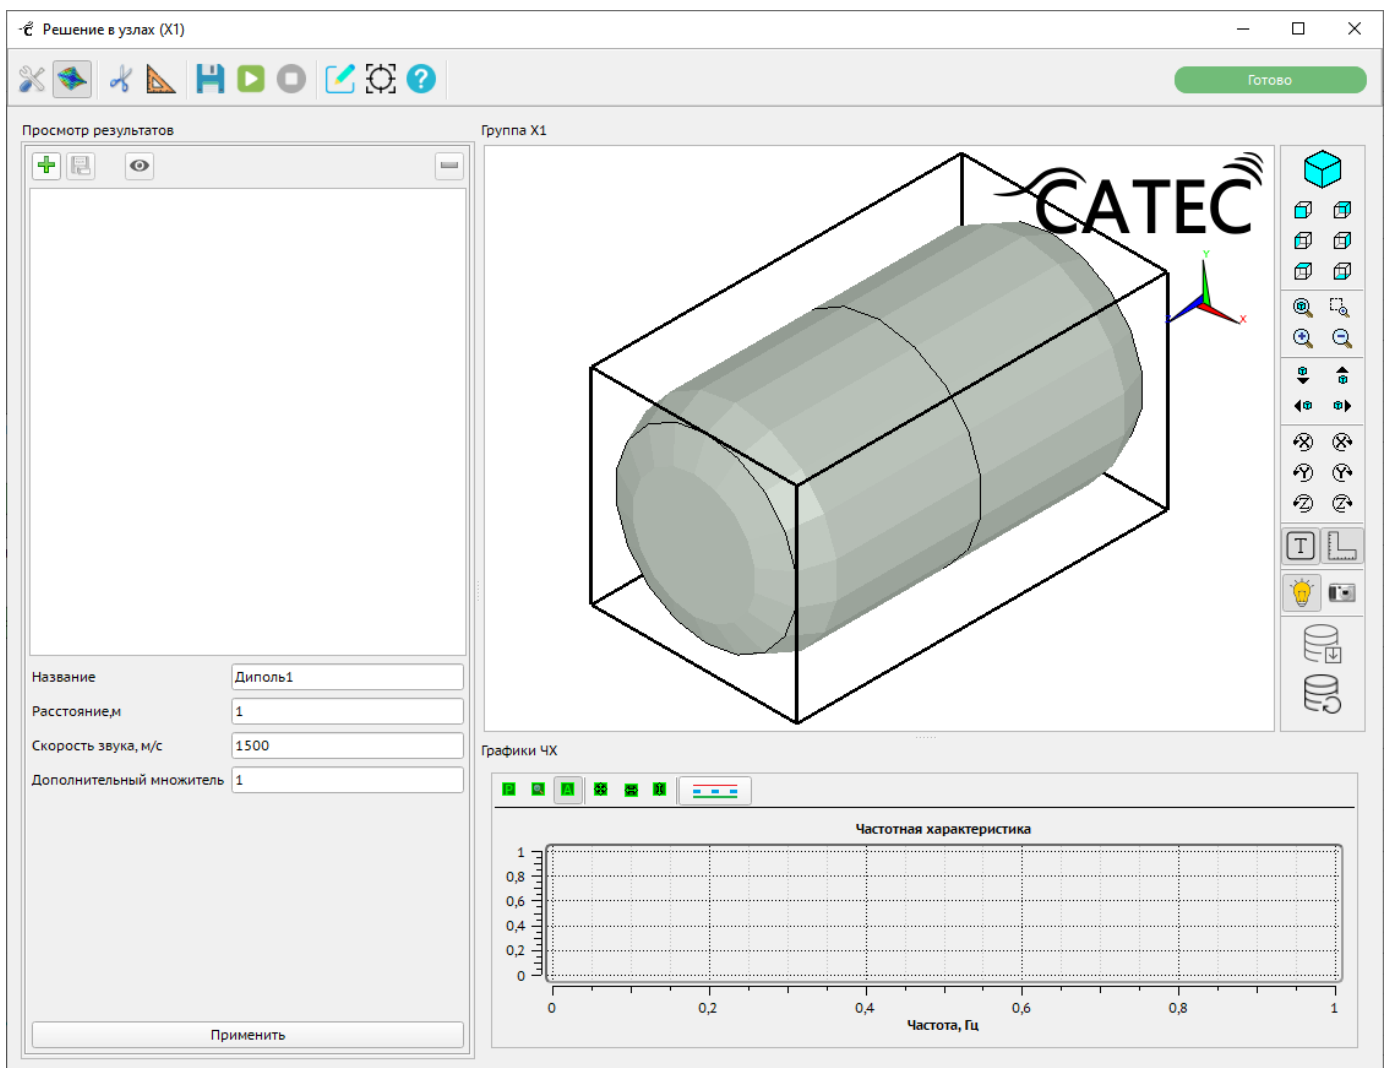 Решение в узлах (X1)
Готово
Просмотр результатов
Группа X1
CATEC
Y
X
T
Название
Диполь1
Расстояние,м
1
Скорость звука, м/с
1500
Дополнительный множитель
1
Применить
Графики ЧХ
P
A
Частотная характеристика
1
0,8
0,6
0,4
0,2
0
0
0,2
0,4
0,6
0,8
1
Частота, Гц
X
X
Y
Y
Z
Z